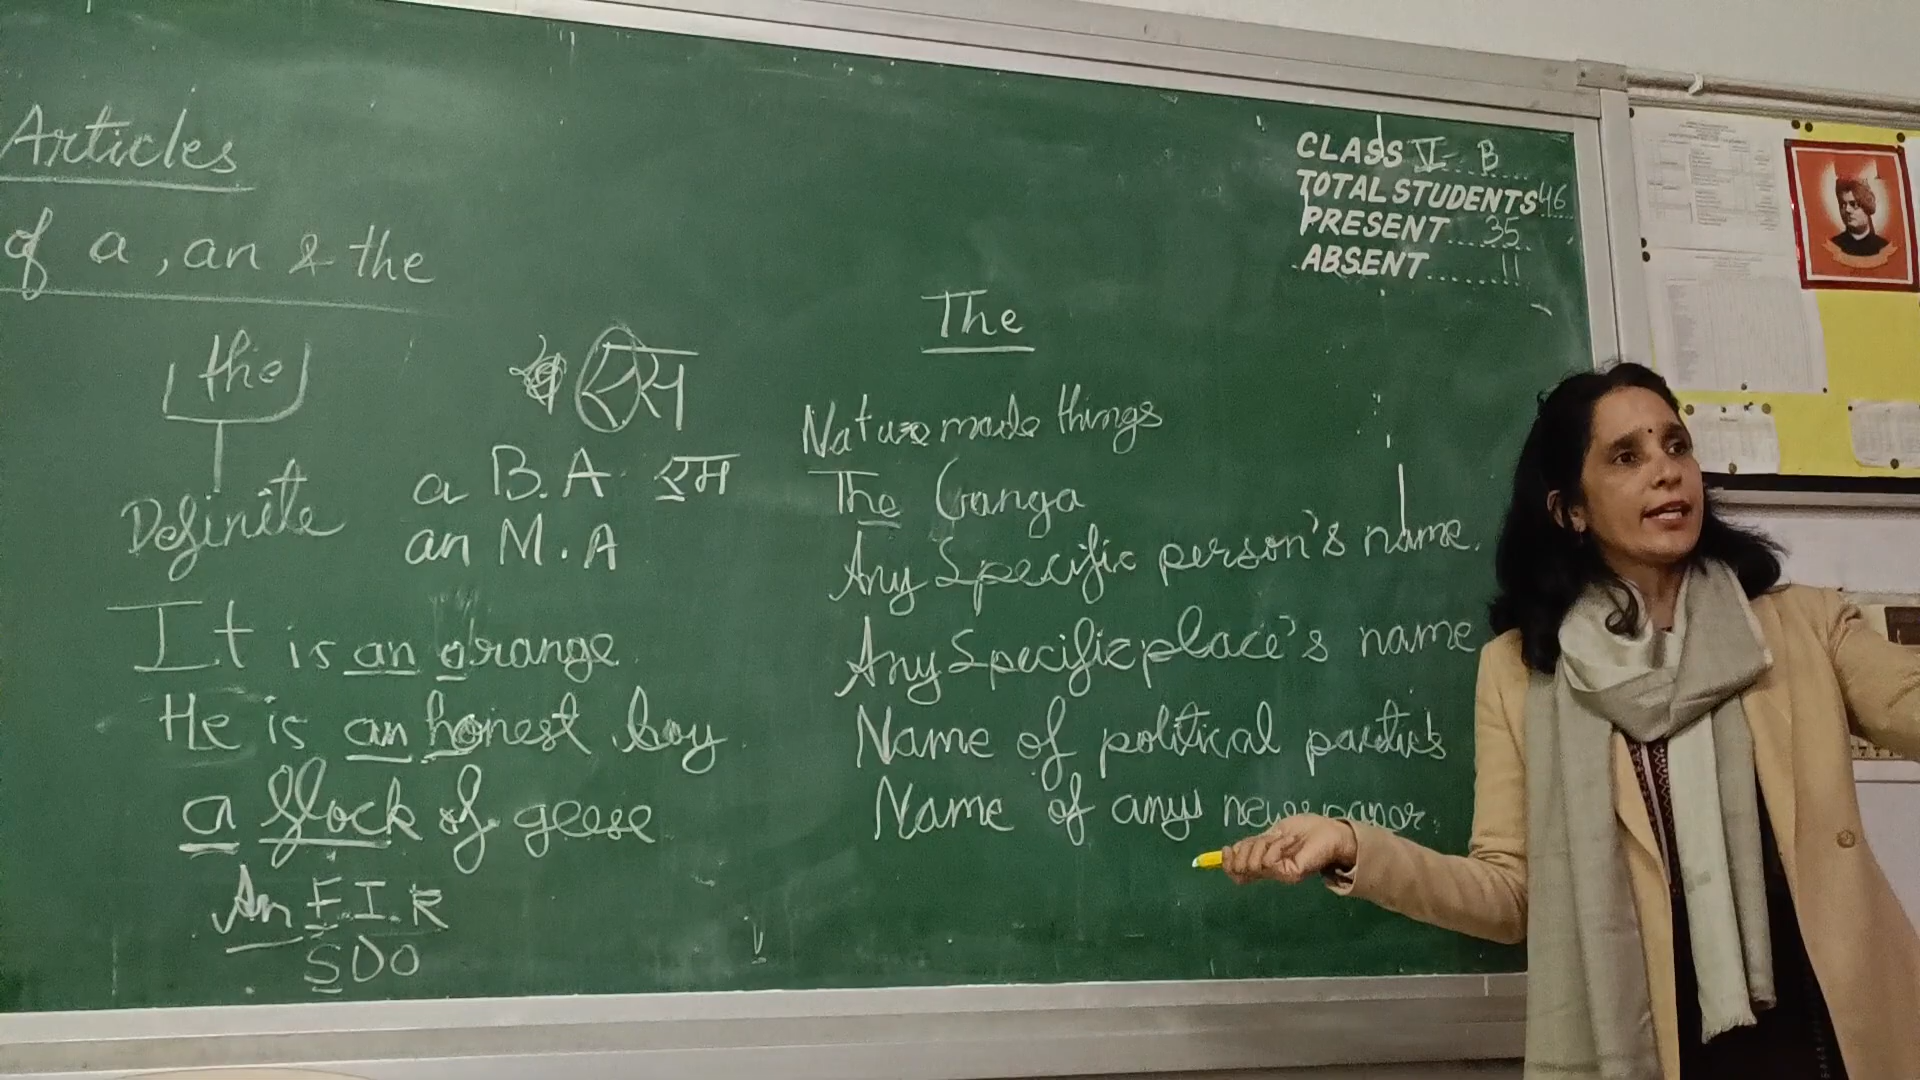 Articles
of a, an & the
the
Definite
एस
a B.A एम
an M.A
It is an orange.
He is an honest boy
a flock of geese
An F.I.R
SDO
The
Nature made things
The Ganga
Any Specific person's name.
Any Specific place's name
Name of political parties
Name of any newspaper.
CLASS V B
TOTAL STUDENTS 46
PRESENT 35
ABSENT 11